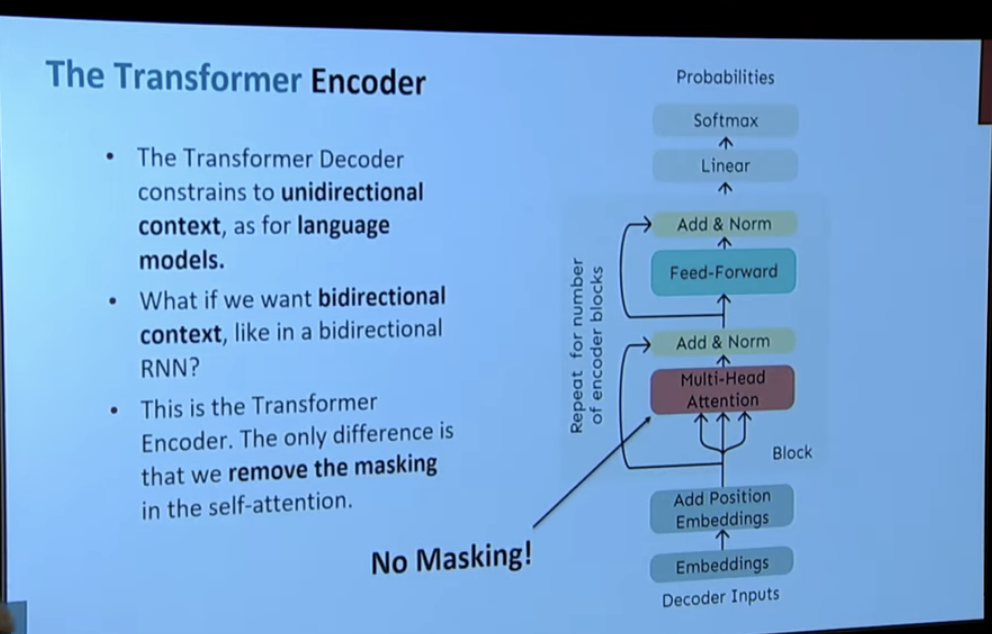 The Transformer Encoder
• The Transformer Decoder
constrains to unidirectional
context, as for language
models.
• What if we want bidirectional
context, like in a bidirectional
RNN?
• This is the Transformer
Encoder. The only difference is
that we remove the masking
in the self-attention.
No Masking!
Probabilities
Softmax
Linear
Add & Norm
Feed-Forward
Repeat for number
of encoder blocks
Add & Norm
Multi-Head
Attention
Block
Add Position
Embeddings
Embeddings
Decoder Inputs